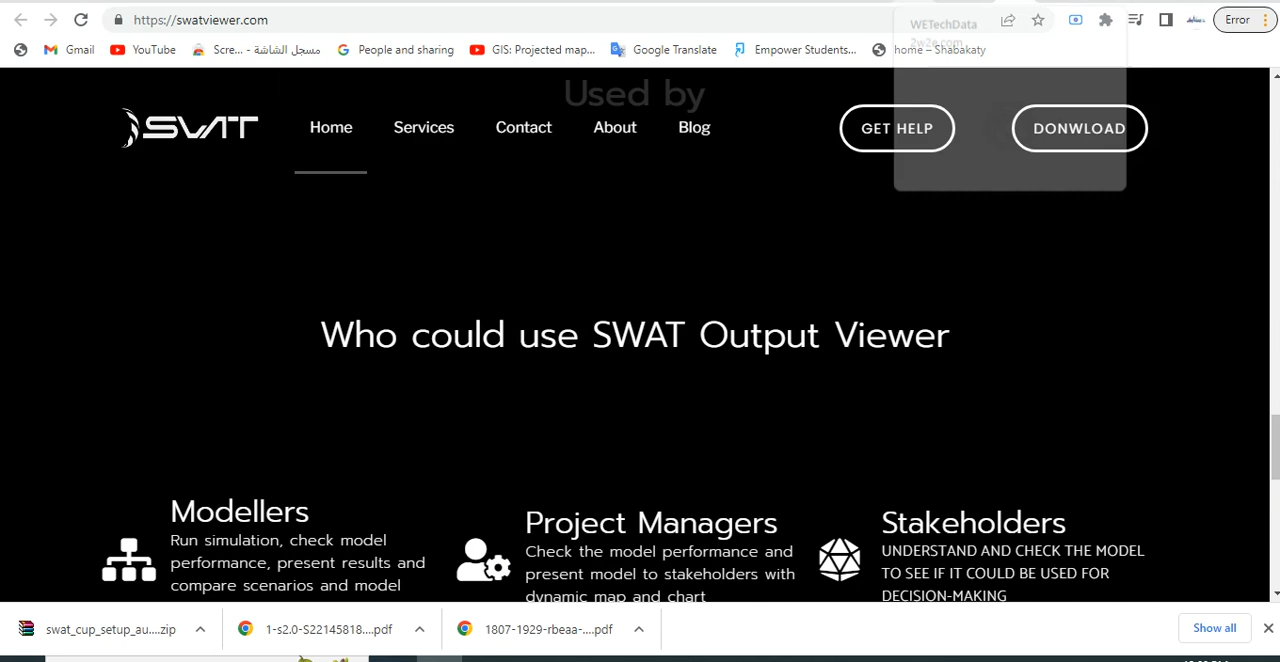 https://swatviewer.com
WETechData
2w2e.com
Error
Gmail
YouTube
مسجل الشاشة - ...Scre
People and sharing
GIS: Projected map...
Google Translate
Empower Students...
home – Shabakaty
Used by
SWAT
Home
Services
Contact
About
Blog
GET HELP
DONWLOAD
Who could use SWAT Output Viewer
Modellers
Run simulation, check model
performance, present results and
compare scenarios and model
Project Managers
Check the model performance and
present model to stakeholders with
dynamic map and chart
Stakeholders
UNDERSTAND AND CHECK THE MODEL
TO SEE IF IT COULD BE USED FOR
DECISION-MAKING
swat_cup_setup_au....zip
1-s2.0-S22145818....pdf
1807-1929-rbeaa-....pdf
Show all